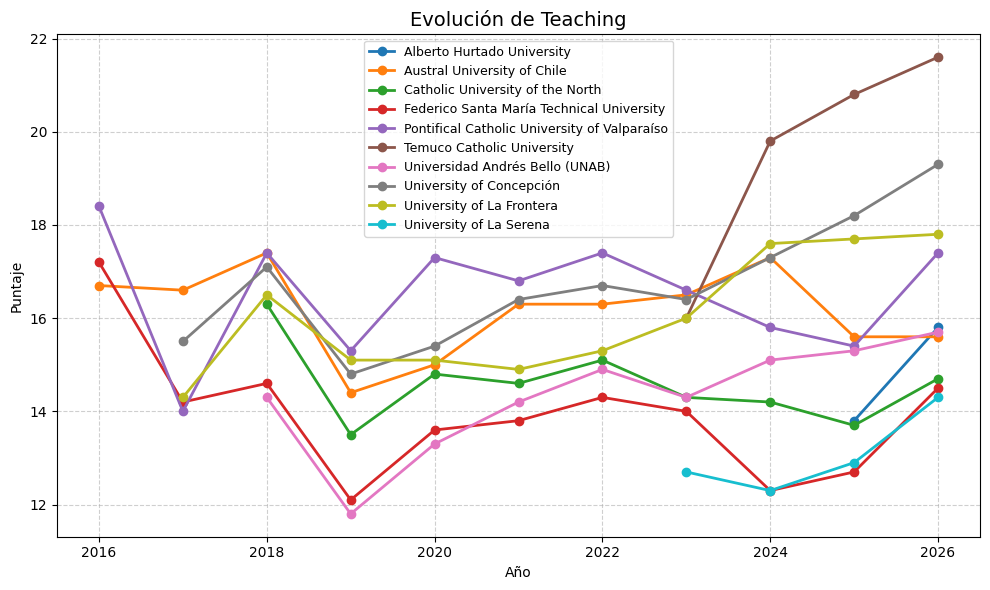 Evolución de Teaching
Alberto Hurtado University
Austral University of Chile
Catholic University of the North
Federico Santa María Technical University
Pontifical Catholic University of Valparaíso
Temuco Catholic University
Universidad Andrés Bello (UNAB)
University of Concepción
University of La Frontera
University of La Serena
Puntaje
22
20
18
16
14
12
2016 2018 2020 2022 2024 2026
Año